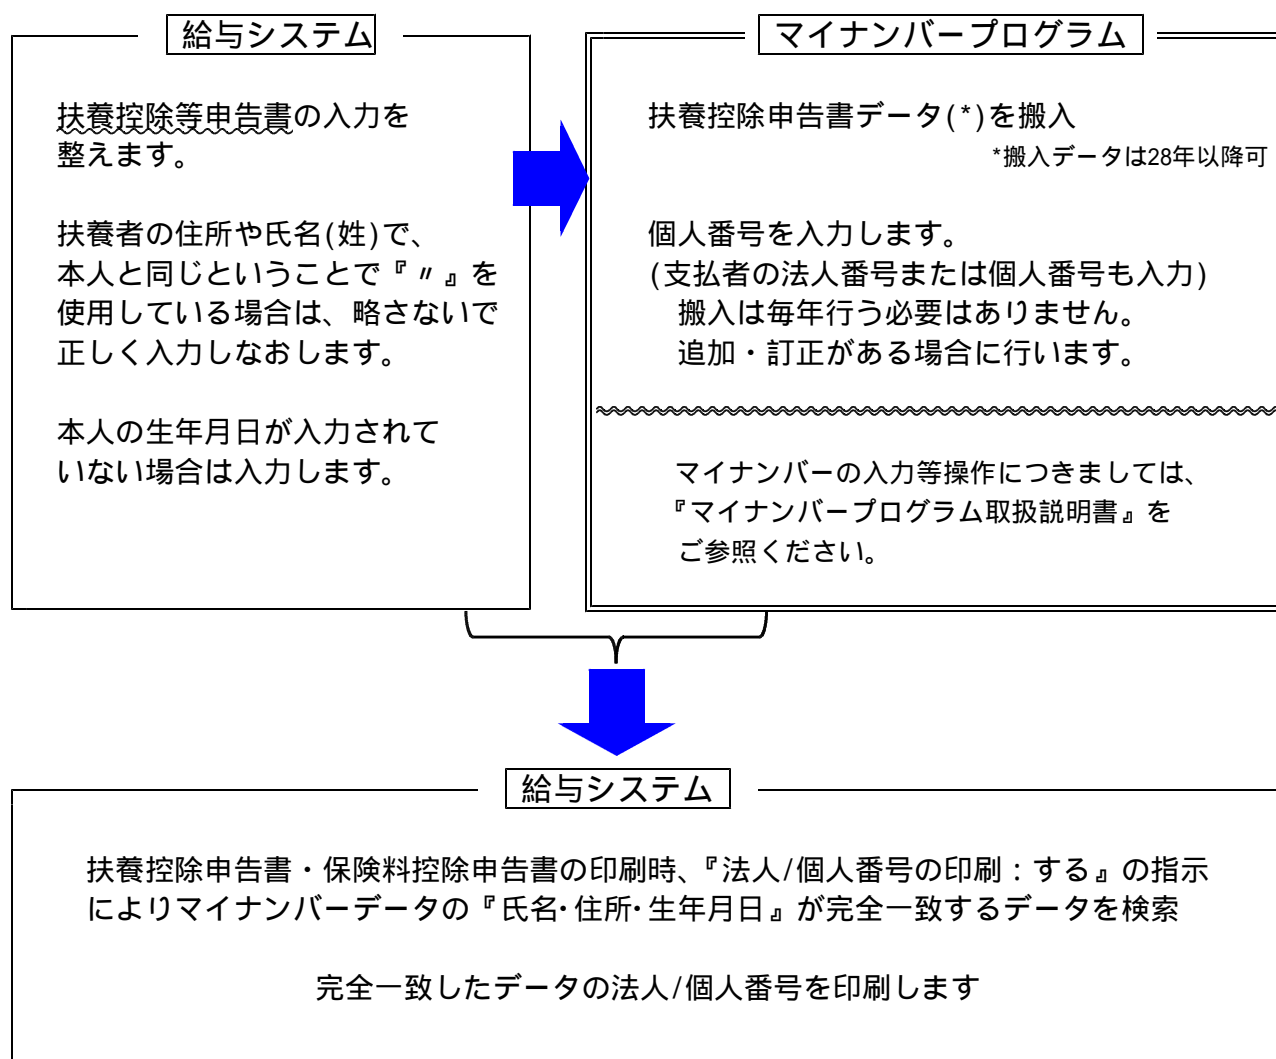 給与システム
扶養控除等申告書の入力を
整えます。
扶養者の住所や氏名(姓)で、
本人と同じということで『〃』を
使用している場合は、略さないで
正しく入力しなおします。
本人の生年月日が入力されて
いない場合は入力します。
マイナンバープログラム
扶養控除申告書データ(*)を搬入
*搬入データは28年以降可
個人番号を入力します。
(支払者の法人番号または個人番号も入力)
搬入は毎年行う必要はありません。
追加・訂正がある場合に行います。
マイナンバーの入力等操作につきましては、
『マイナンバープログラム取扱説明書』を
ご参照ください。
給与システム
扶養控除申告書・保険料控除申告書の印刷時、『法人/個人番号の印刷：する』の指示
によりマイナンバーデータの『氏名・住所・生年月日』が完全一致するデータを検索
完全一致したデータの法人/個人番号を印刷します